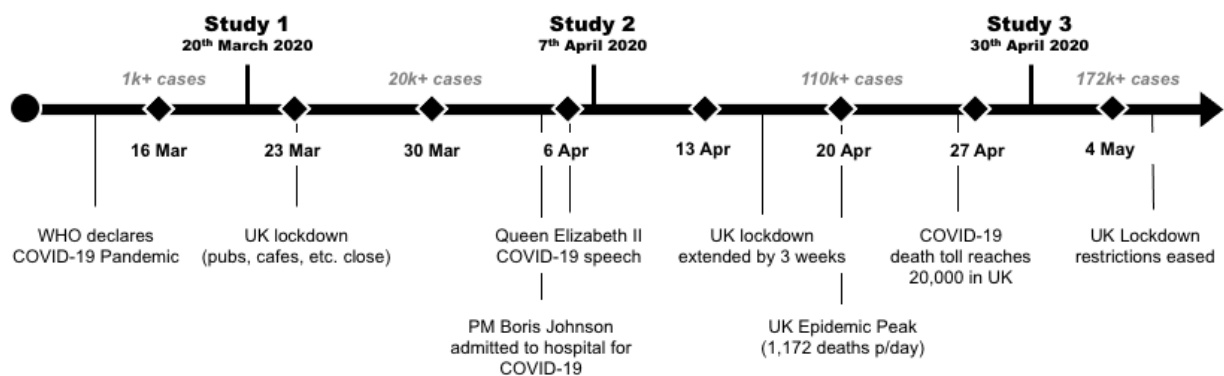 Study 1
20th March 2020
Study 2
7th April 2020
Study 3
30th April 2020
1k+ cases
20k+ cases
110k+ cases
172k+ cases
16 Mar
23 Mar
30 Mar
6 Apr
13 Apr
20 Apr
27 Apr
4 May
WHO declares
COVID-19 Pandemic
UK lockdown
(pubs, cafes, etc. close)
Queen Elizabeth II
COVID-19 speech
UK lockdown
extended by 3 weeks
COVID-19
death toll reaches
20,000 in UK
UK Lockdown
restrictions eased
PM Boris Johnson
admitted to hospital for
COVID-19
UK Epidemic Peak
(1,172 deaths p/day)